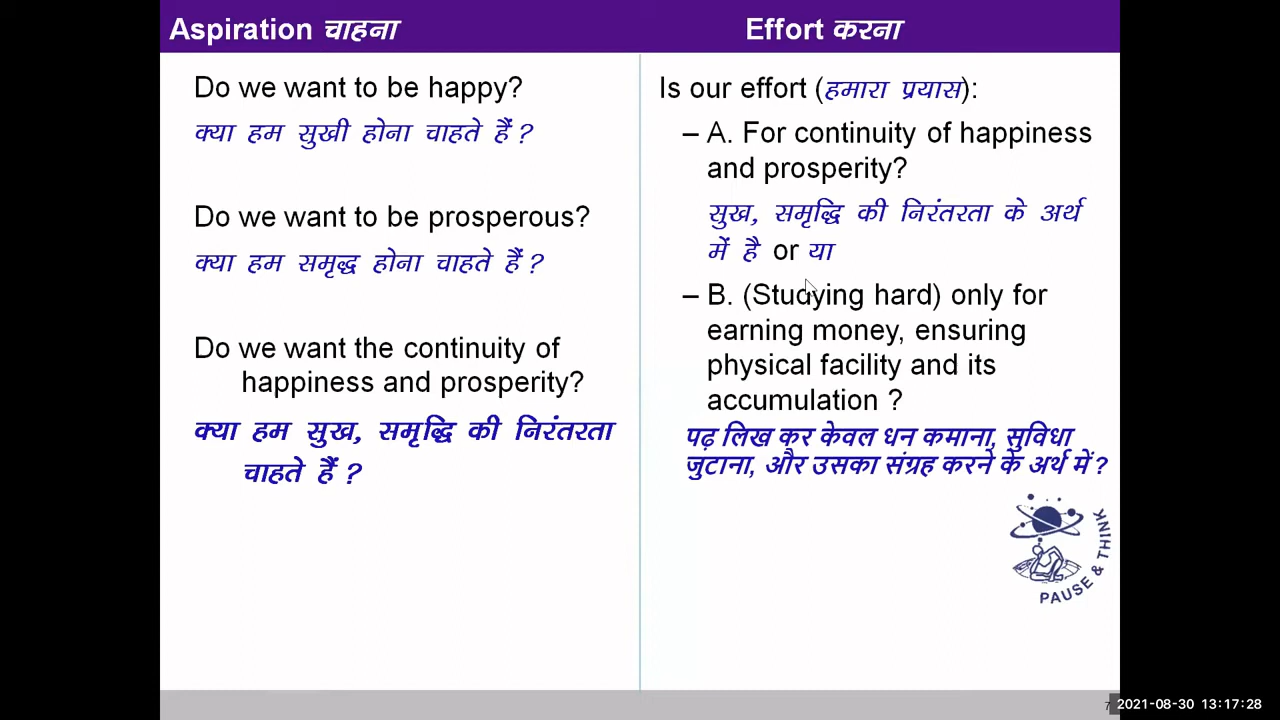 Aspiration चाहना
Do we want to be happy?
क्या हम सुखी होना चाहते हैं ?
Do we want to be prosperous?
क्या हम समृद्ध होना चाहते हैं ?
Do we want the continuity of
happiness and prosperity?
क्या हम सुख, समृद्धि की निरंतरता
चाहते हैं ?
Effort करना
Is our effort (हमारा प्रयास):
– A. For continuity of happiness
and prosperity?
सुख, समृद्धि की निरंतरता के अर्थ
में है or या
– B. (Studying hard) only for
earning money, ensuring
physical facility and its
accumulation ?
पढ़ लिख कर केवल धन कमाना, सुविधा
जुटाना, और उसका संग्रह करने के अर्थ में ?
PAUSE & THINK
7
2021-08-30 13:17:28